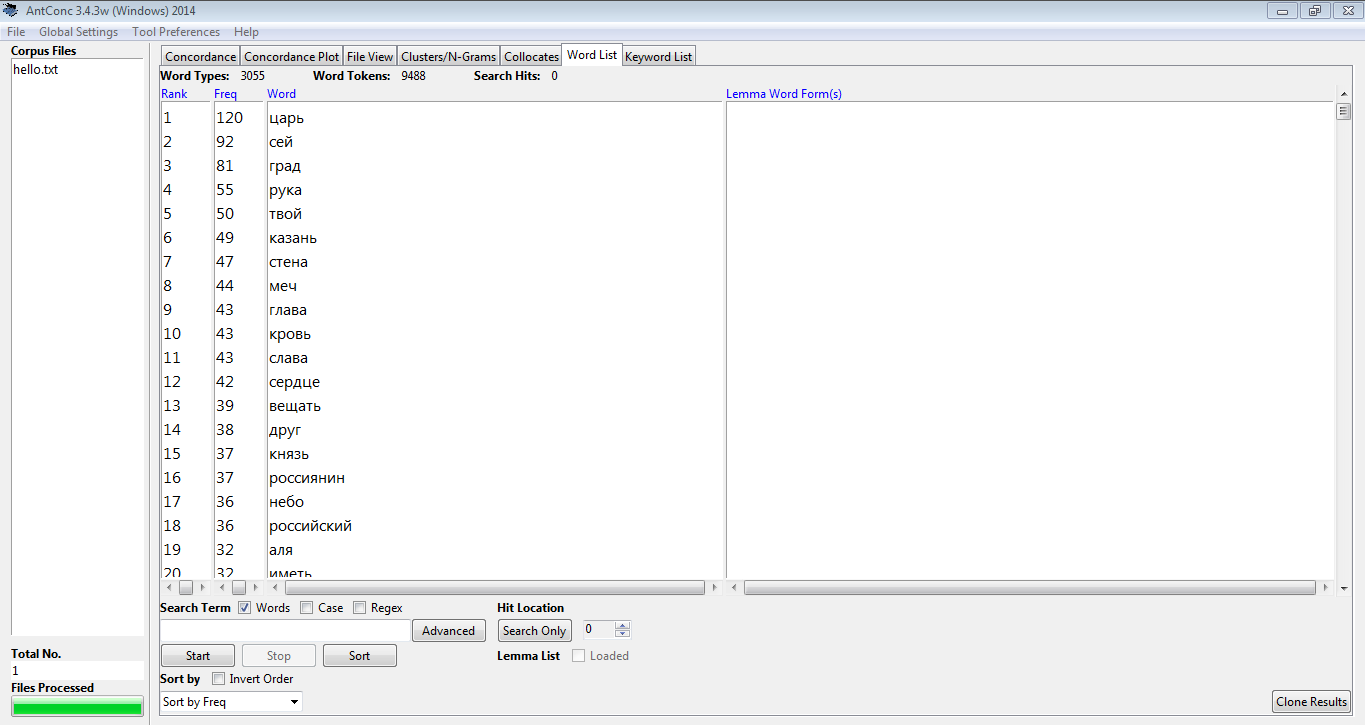 AntConc 3.4.3w (Windows) 2014
File Global Settings Tool Preferences Help
Corpus Files
hello.txt
Concordance Concordance Plot File View Clusters/N-Grams Collocates Word List Keyword List
Word Types: 3055 Word Tokens: 9488 Search Hits: 0
Rank Freq Word Lemma Word Form(s)
1 120 царь
2 92 сей
3 81 град
4 55 рука
5 50 твой
6 49 казань
7 47 стена
8 44 меч
9 43 глава
10 43 кровь
11 43 слава
12 42 сердце
13 39 вещать
14 38 друг
15 37 князь
16 37 россиянин
17 36 небо
18 36 российский
19 32 аля
20 32 иметь
Search Term Words Case Regex Hit Location
Advanced Search Only 0
Start Stop Sort Lemma List Loaded
Sort by Invert Order
Sort by Freq Clone Results
Total No.
1
Files Processed